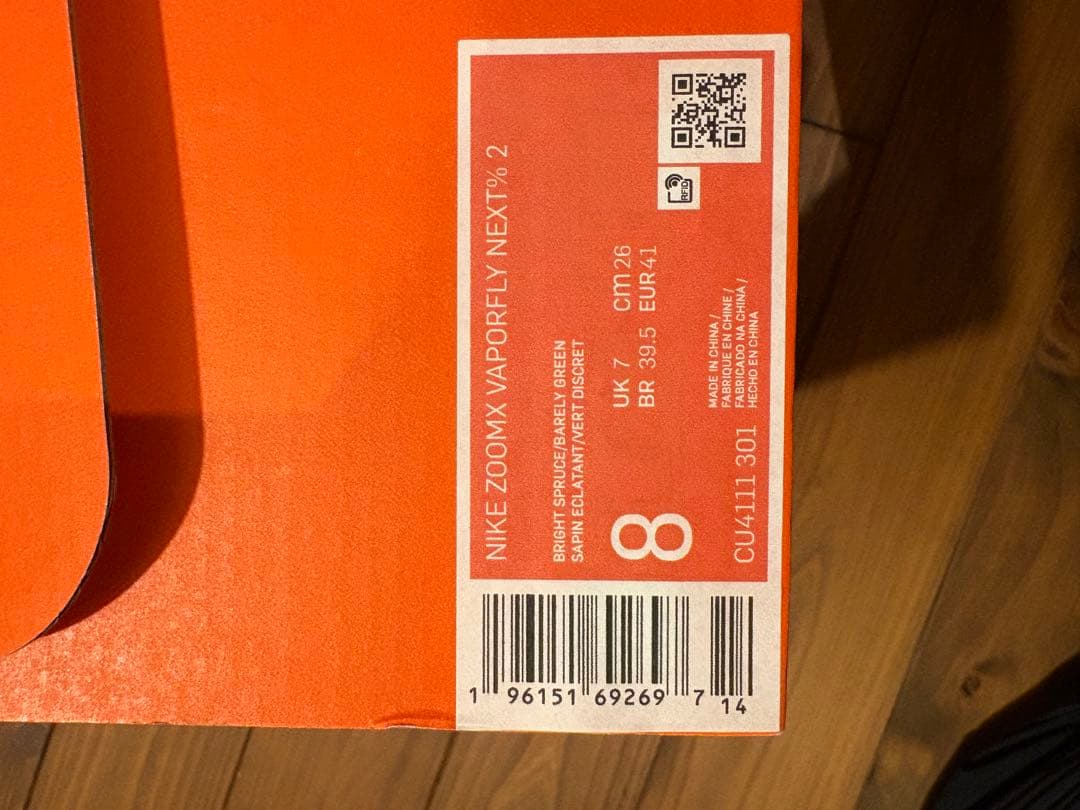 NIKE ZOOMX VAPORFLY NEXT% 2
BRIGHT SPRUCE/BARELY GREEN
SAPIN ECLATANT/VERT DISCRET
8
UK 7 cm 26
BR 39.5 EUR 41
CU4111 301
MADE IN CHINA /
FABRIQUE EN CHINE /
FABRICADO NA CHINA /
HECHO EN CHINA
RFID
1 96151 69269 7
14